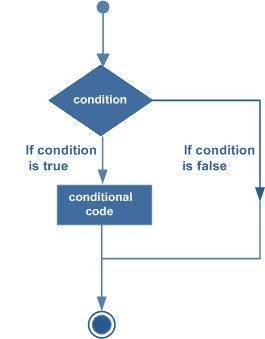 condition
If condition
is true
If condition
is false
conditional
code